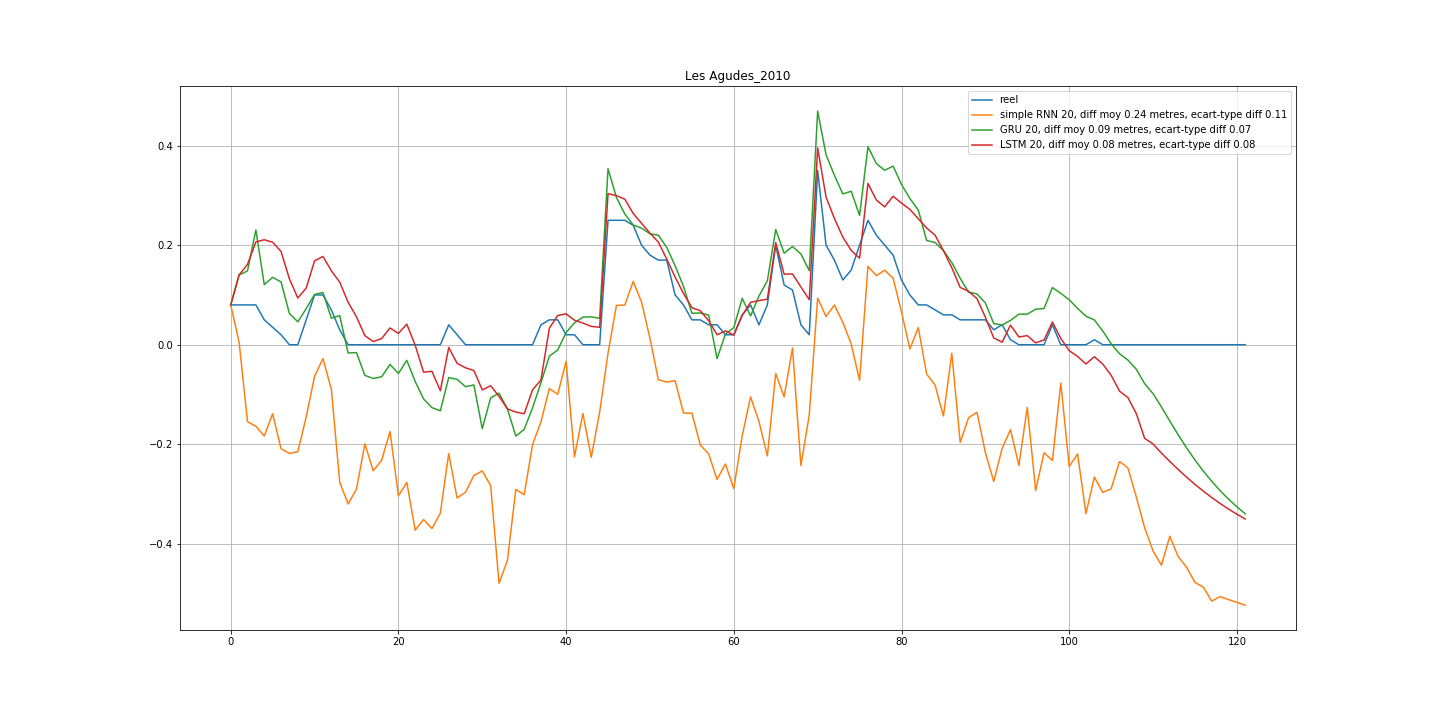 Les Agudes_2010
reel
simple RNN 20, diff moy 0.24 metres, ecart-type diff 0.11
GRU 20, diff moy 0.09 metres, ecart-type diff 0.07
LSTM 20, diff moy 0.08 metres, ecart-type diff 0.08
0.4
0.2
0.0
−0.2
−0.4
0 20 40 60 80 100 120